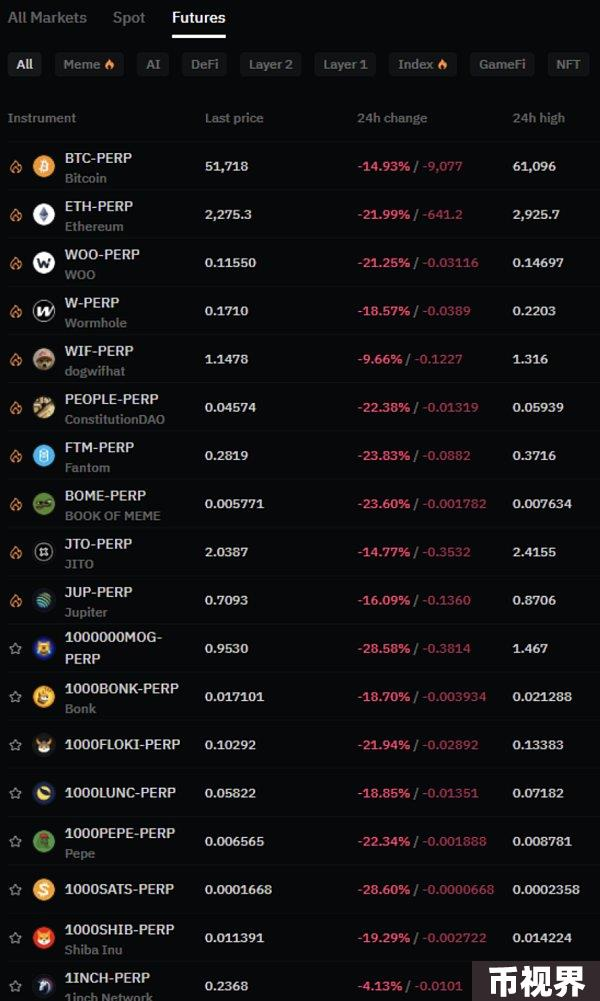 All Markets Spot Futures
All Meme AI DeFi Layer 2 Layer 1 Index GameFi NFT
Instrument Last price 24h change 24h high
BTC-PERP 51,718 -14.93% / -9,077 61,096
Bitcoin
ETH-PERP 2,275.3 -21.99% / -641.2 2,925.7
Ethereum
WOO-PERP 0.11550 -21.25% / -0.03116 0.14697
WOO
W-PERP 0.1710 -18.57% / -0.0389 0.2203
Wormhole
WIF-PERP 1.1478 -9.66% / -0.1227 1.316
dogwifhat
PEOPLE-PERP 0.04574 -22.38% / -0.01319 0.05939
ConstitutionDAO
FTM-PERP 0.2819 -23.83% / -0.0882 0.3716
Fantom
BOME-PERP 0.005771 -23.60% / -0.001782 0.007634
BOOK OF MEME
JTO-PERP 2.0387 -14.77% / -0.3532 2.4155
JITO
JUP-PERP 0.7093 -16.09% / -0.1360 0.8706
Jupiter
1000000MOG-
PERP 0.9530 -28.58% / -0.3814 1.467
1000BONK-PERP 0.017101 -18.70% / -0.003934 0.021288
Bonk
1000FLOKI-PERP 0.10292 -21.94% / -0.02892 0.13383
1000LUNC-PERP 0.05822 -18.85% / -0.01351 0.07182
1000PEPE-PERP 0.006565 -22.34% / -0.001888 0.008781
Pepe
1000SATS-PERP 0.0001668 -28.60% / -0.0000668 0.0002358
1000SHIB-PERP 0.011391 -19.29% / -0.002722 0.014224
Shiba Inu
1INCH-PERP 0.2368 -4.13% / -0.0101
1inch Network
币视界